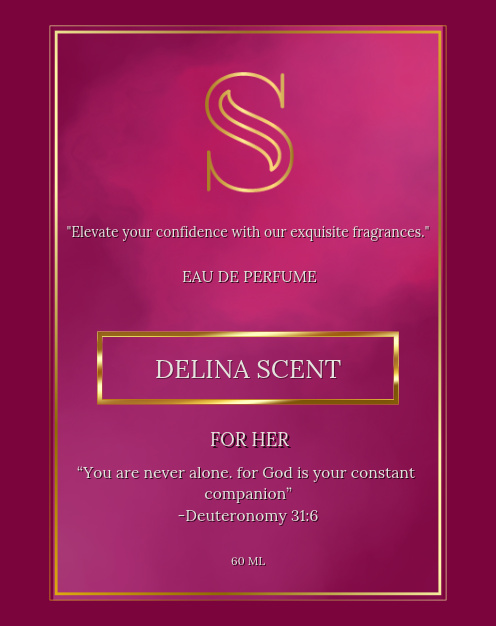 S
"Elevate your confidence with our exquisite fragrances."
EAU DE PERFUME
DELINA SCENT
FOR HER
“You are never alone. for God is your constant
companion”
-Deuteronomy 31:6
60 ML